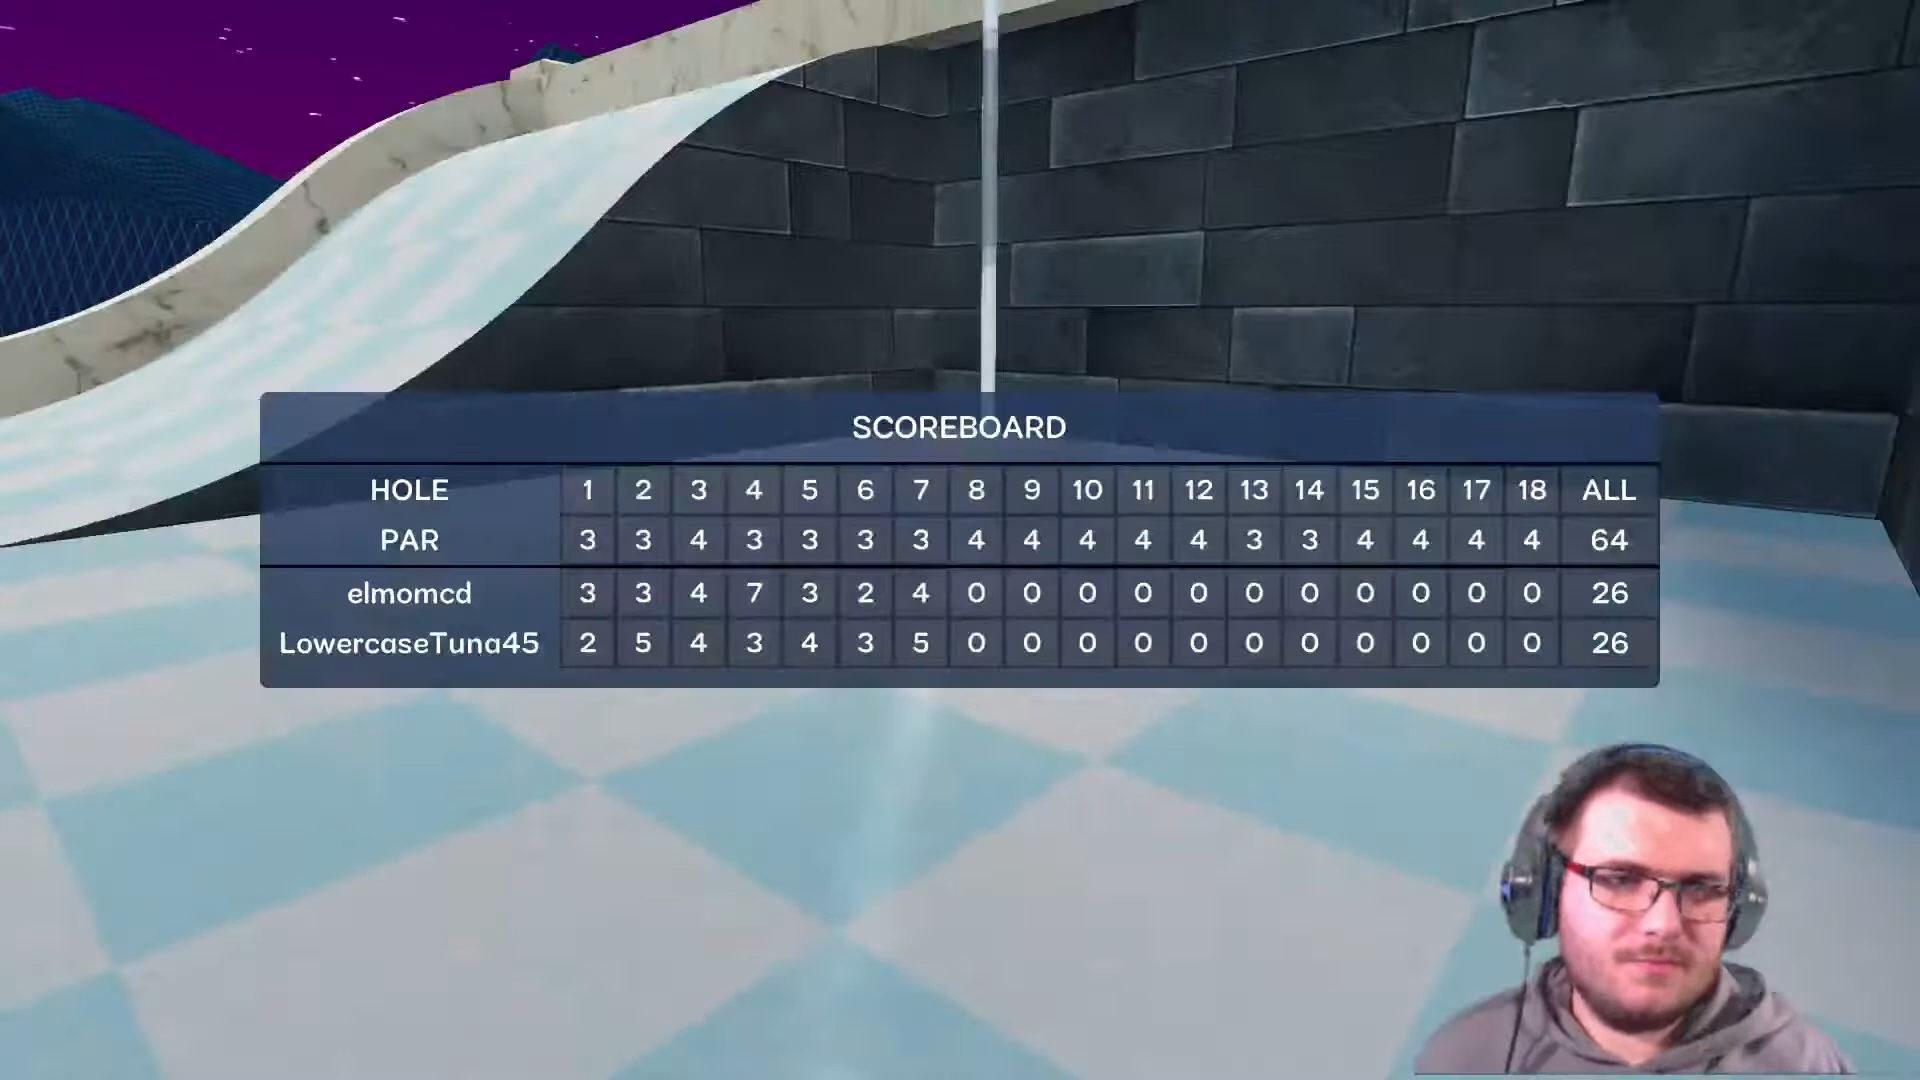 SCOREBOARD
HOLE 1 2 3 4 5 6 7 8 9 10 11 12 13 14 15 16 17 18 ALL
PAR 3 3 4 3 3 3 3 4 4 4 4 4 3 3 4 4 4 4 64
elmomcd 3 3 4 7 3 2 4 0 0 0 0 0 0 0 0 0 0 0 26
LowercaseTuna45 2 5 4 3 4 3 5 0 0 0 0 0 0 0 0 0 0 0 26